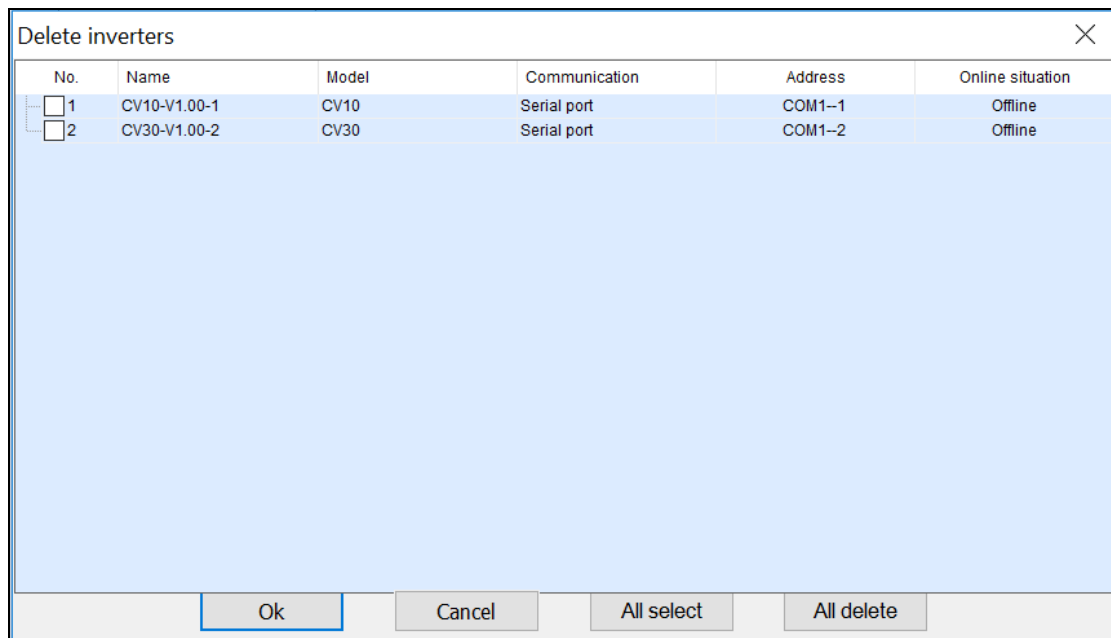 Delete inverters
No. Name Model Communication Address Online situation
1 CV10-V1.00-1 CV10 Serial port COM1--1 Offline
2 CV30-V1.00-2 CV30 Serial port COM1--2 Offline
Ok Cancel All select All delete